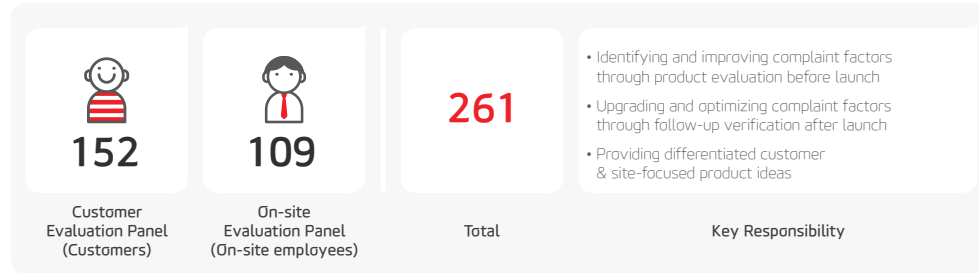 152
109
261
• Identifying and improving complaint factors
through product evaluation before launch
• Upgrading and optimizing complaint factors
through follow-up verification after launch
• Providing differentiated customer
& site-focused product ideas
Customer
Evaluation Panel
(Customers)
On-site
Evaluation Panel
(On-site employees)
Total
Key Responsibility